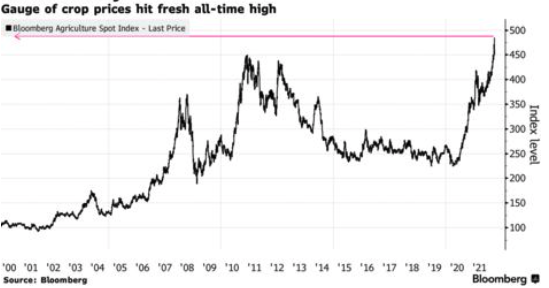 Gauge of crop prices hit fresh all-time high
Bloomberg Agriculture Spot Index - Last Price
500
450
400
350
300
250
200
150
100
Index level
'00 '01 '02 '03 '04 '05 '06 '07 '08 '09 '10 '11 '12 '13 '14 '15 '16 '17 '18 '19 '20 '21
Source: Bloomberg
Bloomberg